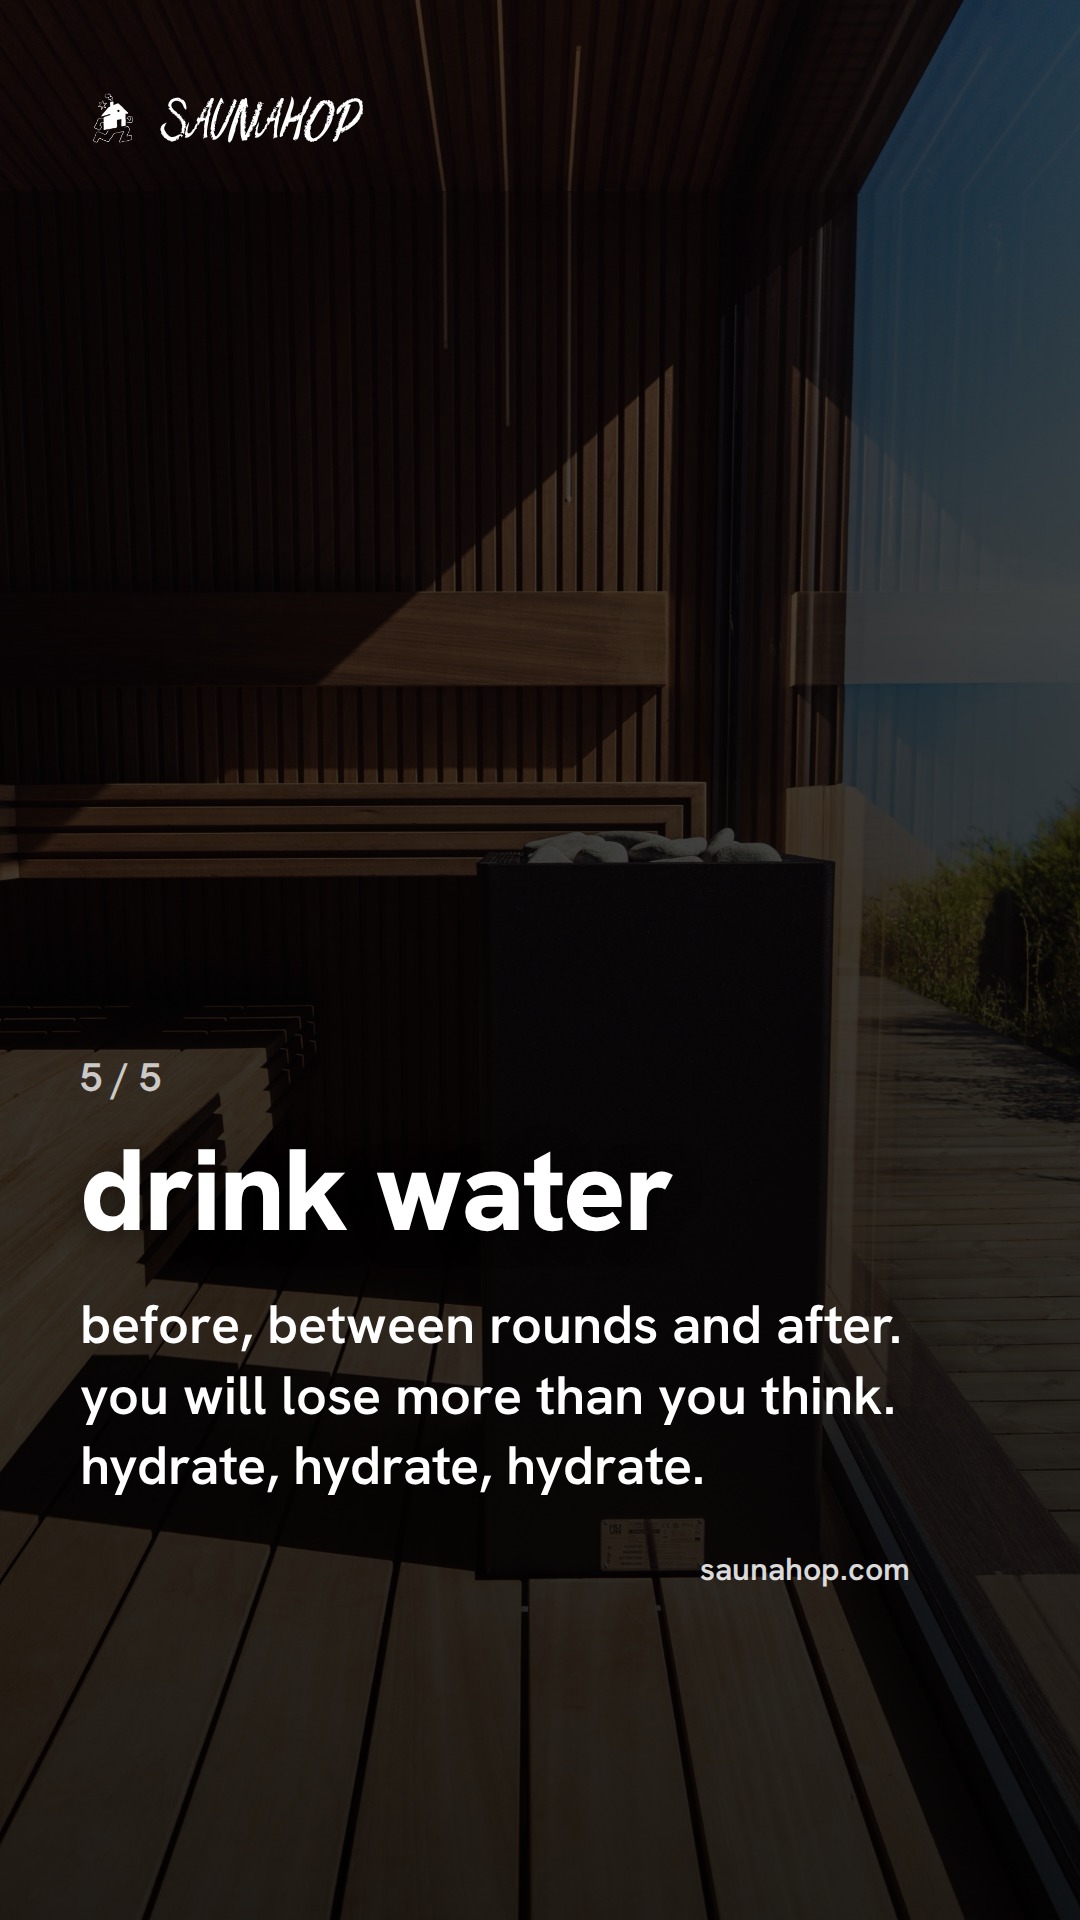 SAUNAHOP
5 / 5
drink water
before, between rounds and after.
you will lose more than you think.
hydrate, hydrate, hydrate.
saunahop.com